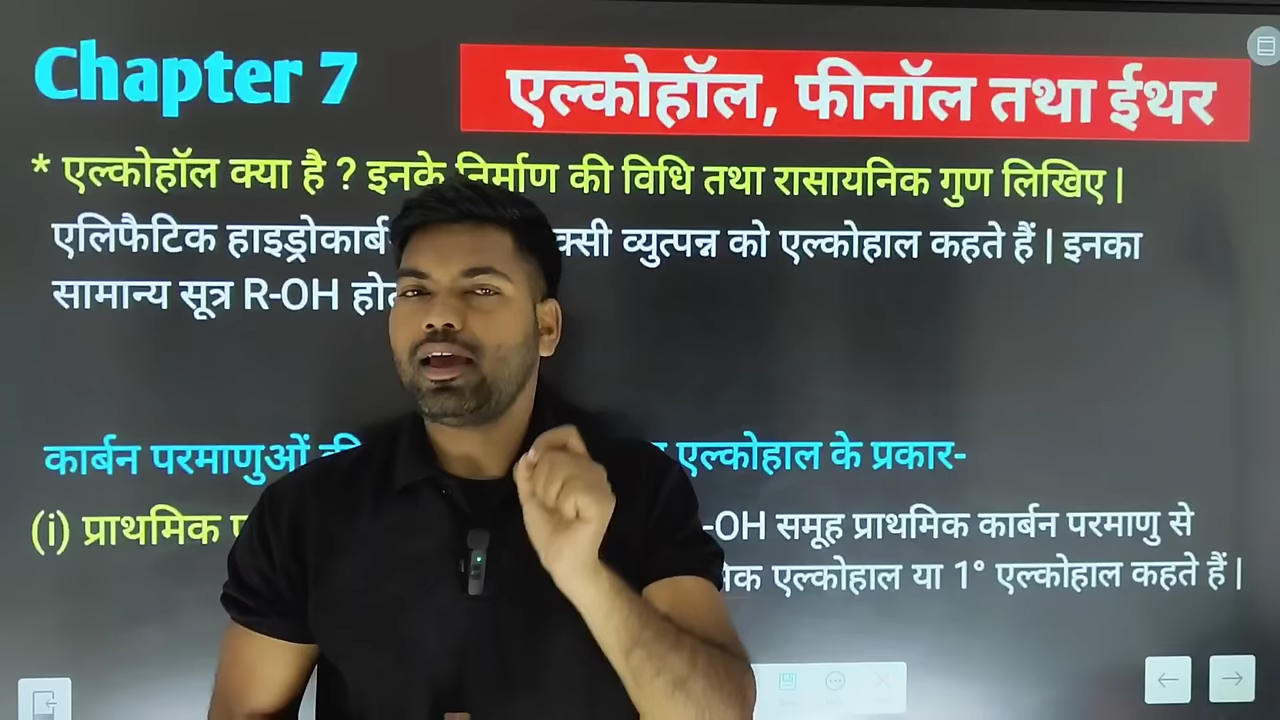 Chapter 7
एल्कोहॉल, फीनॉल तथा ईथर
* एल्कोहॉल क्या है ? इनके निर्माण की विधि तथा रासायनिक गुण लिखिए |
एलिफैटिक व्युत्पन्न को एल्कोहाल कहते हैं | इनका
सामान्य सूत्र R-OH
कार्बन परमाणुओं की एल्कोहाल के प्रकार-
(i) प्राथमिक -OH समूह प्राथमिक कार्बन परमाणु से
एल्कोहाल या 1° एल्कोहाल कहते हैं |